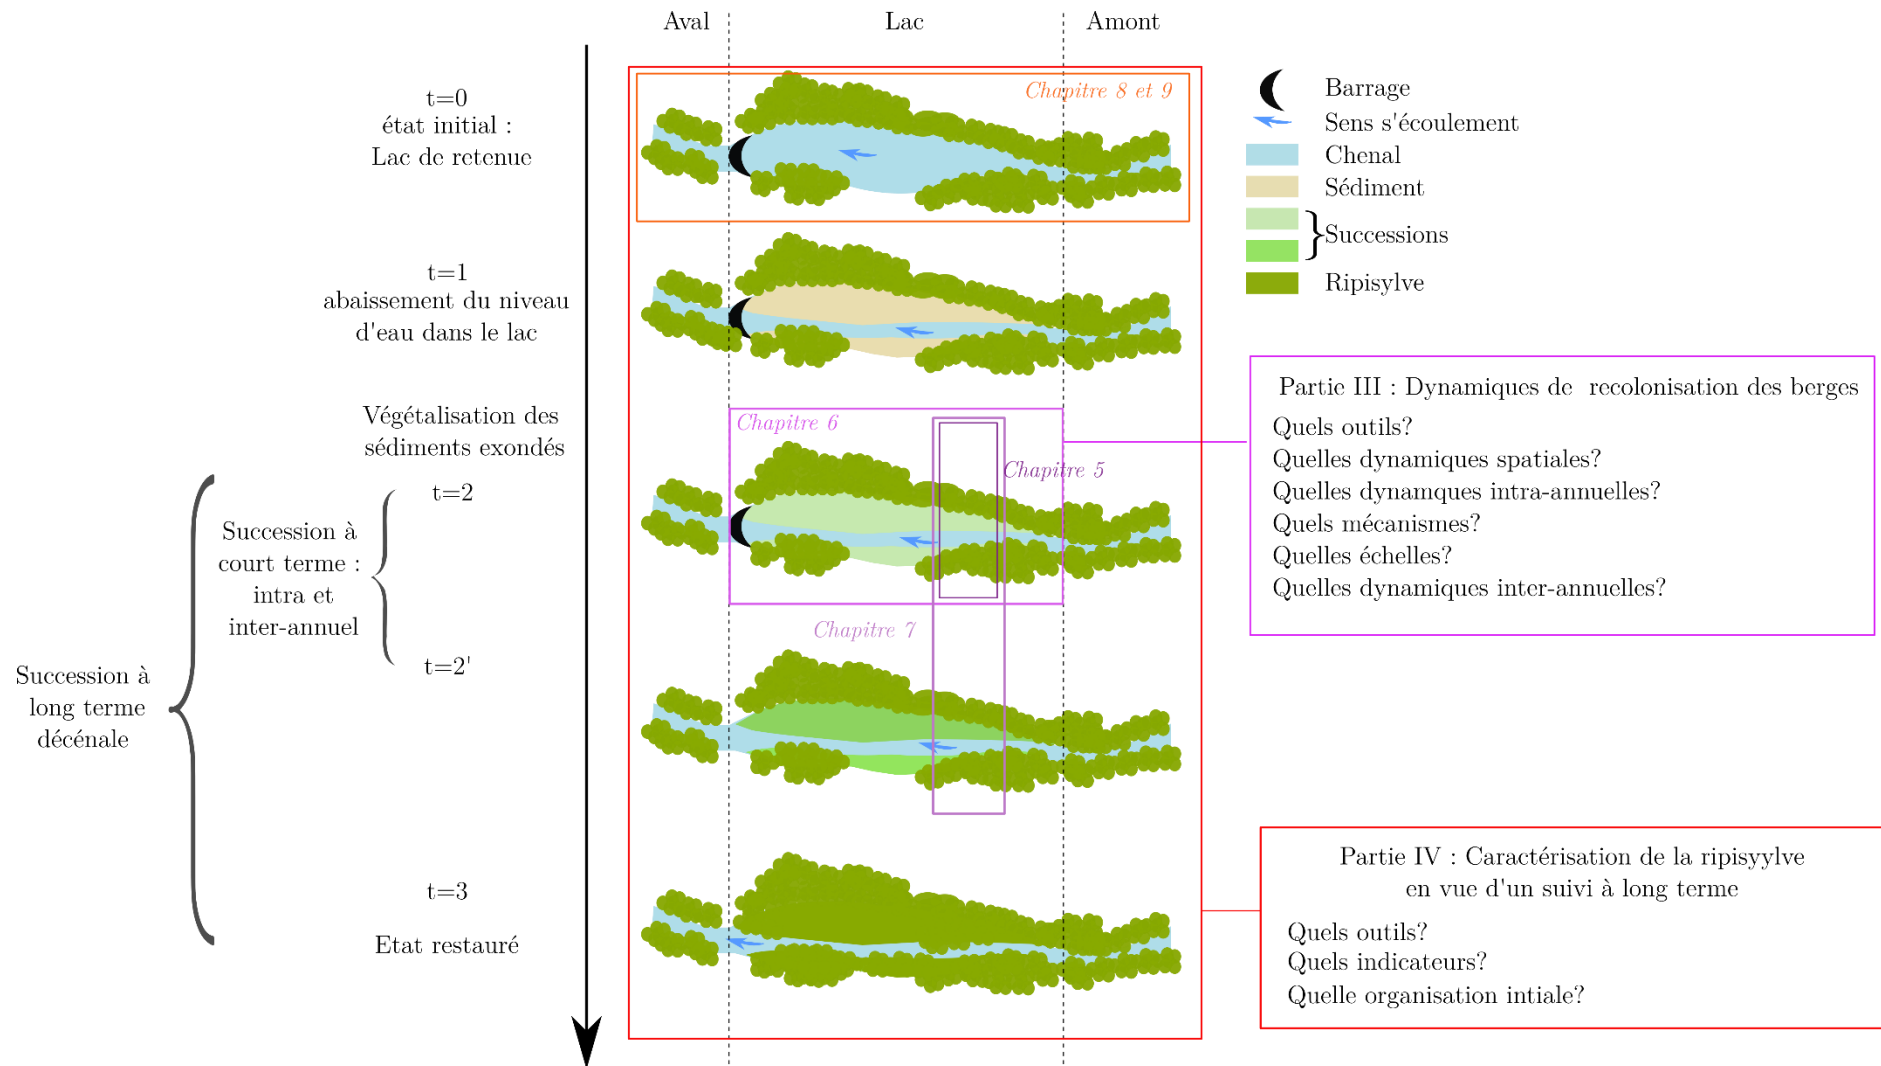 Aval
Lac
Amont
t=0
état initial :
Lac de retenue
Chapitre 8 et 9
Barrage
Sens s'écoulement
Chenal
Sédiment
Successions
Ripisylve
t=1
abaissement du niveau
d'eau dans le lac
Végétalisation des
sédiments exondés
t=2
Succession à
court terme :
intra et
inter-annuel
t=2'
Succession à
long terme
décénale
Chapitre 6
Chapitre 5
Chapitre 7
Partie III : Dynamiques de recolonisation des berges
Quels outils?
Quelles dynamiques spatiales?
Quelles dynamques intra-annuelles?
Quels mécanismes?
Quelles échelles?
Quelles dynamiques inter-annuelles?
t=3
Etat restauré
Partie IV : Caractérisation de la ripisyylve
en vue d'un suivi à long terme
Quels outils?
Quels indicateurs?
Quelle organisation intiale?